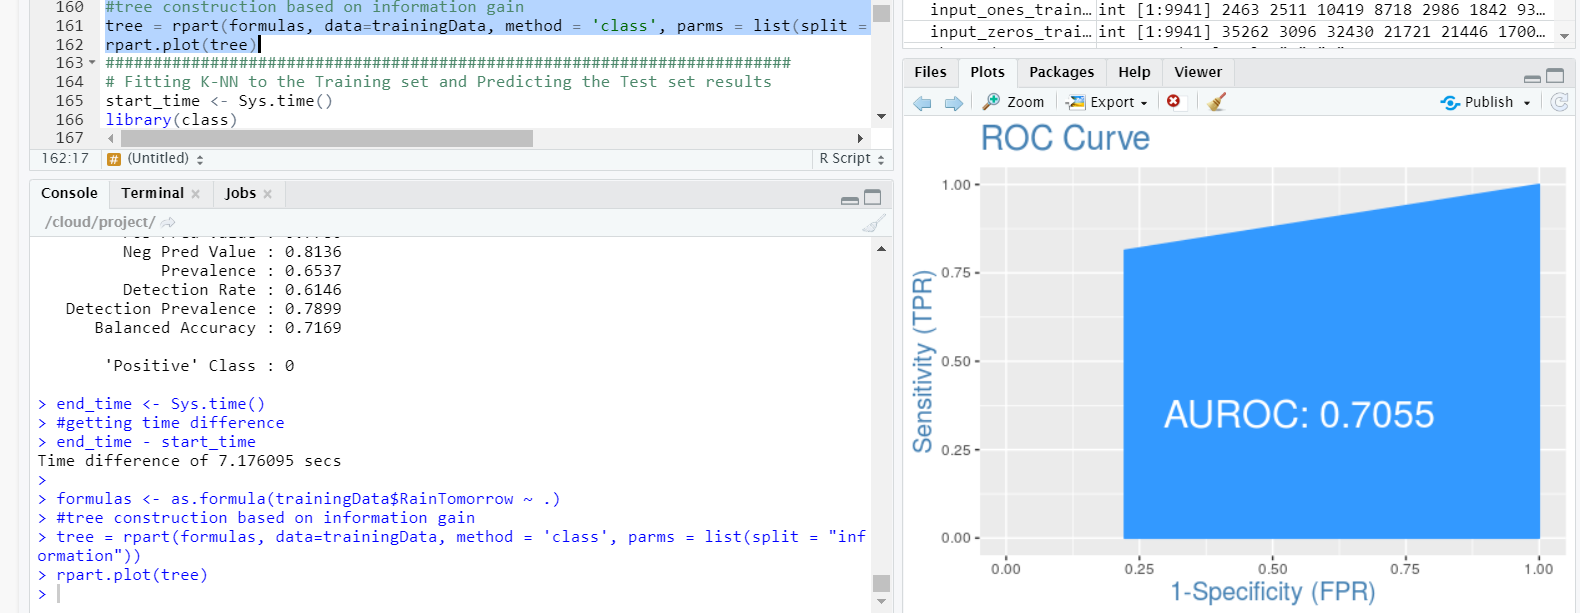 160 #tree construction based on information gain
161 tree = rpart(formulas, data=trainingData, method = 'class', parms = list(split =
162 rpart.plot(tree)
163 ########################################################################
164 # Fitting K-NN to the Training set and Predicting the Test set results
165 start_time <- Sys.time()
166 library(class)
167
162:17 # (Untitled) R Script
Console Terminal Jobs
/cloud/project/
Neg Pred Value : 0.8136
Prevalence : 0.6537
Detection Rate : 0.6146
Detection Prevalence : 0.7899
Balanced Accuracy : 0.7169
'Positive' Class : 0
> end_time <- Sys.time()
> #getting time difference
> end_time - start_time
Time difference of 7.176095 secs
>
> formulas <- as.formula(trainingData$RainTomorrow ~ .)
> #tree construction based on information gain
> tree = rpart(formulas, data=trainingData, method = 'class', parms = list(split = "inf
ormation"))
> rpart.plot(tree)
>
input_ones_train… int [1:9941] 2463 2511 10419 8718 2986 1842 93…
input_zeros_trai… int [1:9941] 35262 3096 32430 21721 21446 1700…
Files Plots Packages Help Viewer
Zoom Export Publish
ROC Curve
1.00
0.75
0.50
0.25
0.00
Sensitivity (TPR)
AUROC: 0.7055
0.00 0.25 0.50 0.75 1.00
1-Specificity (FPR)